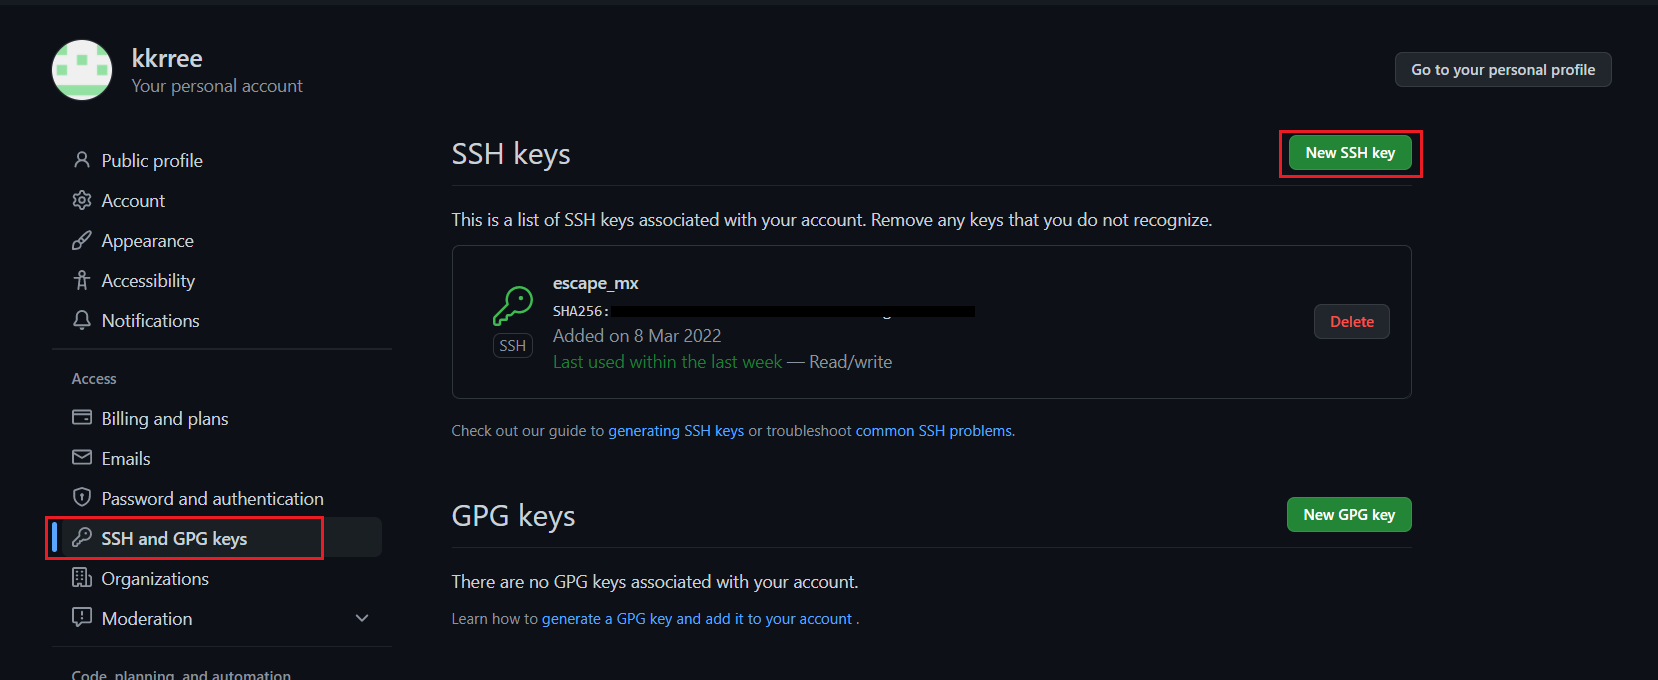 kkrree
Your personal account
Go to your personal profile
Public profile
Account
Appearance
Accessibility
Notifications
Access
Billing and plans
Emails
Password and authentication
SSH and GPG keys
Organizations
Moderation
Code, planning, and automation
SSH keys
New SSH key
This is a list of SSH keys associated with your account. Remove any keys that you do not recognize.
escape_mx
SHA256:
SSH
Added on 8 Mar 2022
Last used within the last week — Read/write
Delete
Check out our guide to generating SSH keys or troubleshoot common SSH problems.
GPG keys
New GPG key
There are no GPG keys associated with your account.
Learn how to generate a GPG key and add it to your account .